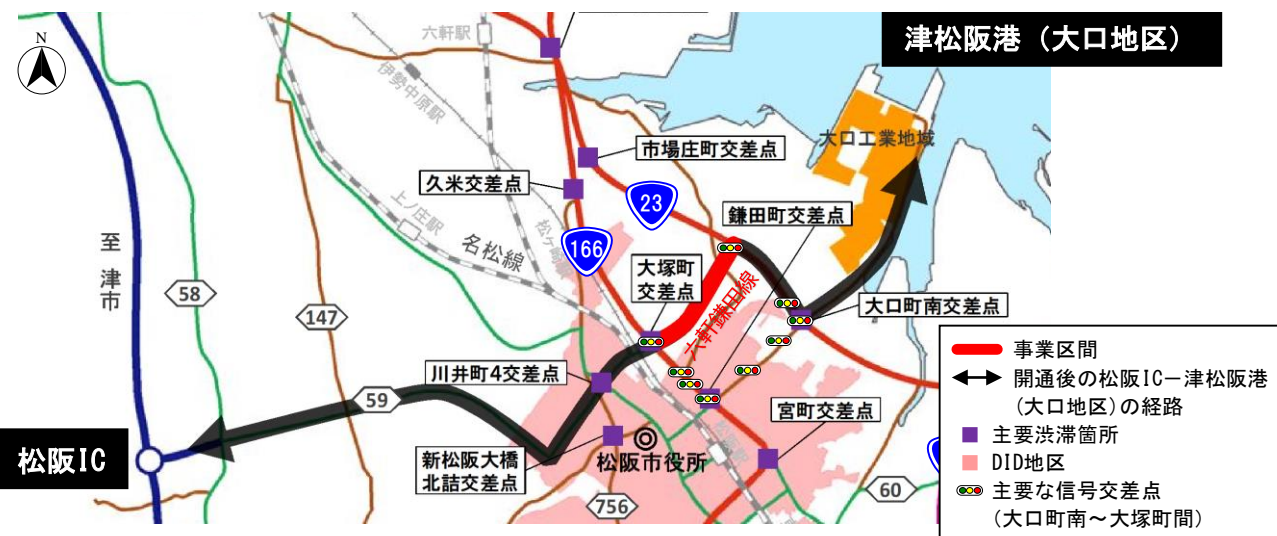 N
津松阪港（大口地区）
六軒駅
伊勢中原駅
大口工業地域
市場庄町交差点
久米交差点
23
鎌田町交差点
上ノ庄駅
名松線
松ヶ崎駅
166
大塚町
交差点
至 津市
58
147
六軒鎌田線
大口町南交差点
川井町4交差点
59
宮町交差点
松阪IC
新松阪大橋
北詰交差点
松阪市役所
松阪駅
756
60
事業区間
開通後の松阪IC－津松阪港
(大口地区)の経路
主要渋滞箇所
DID地区
主要な信号交差点
(大口町南～大塚町間)